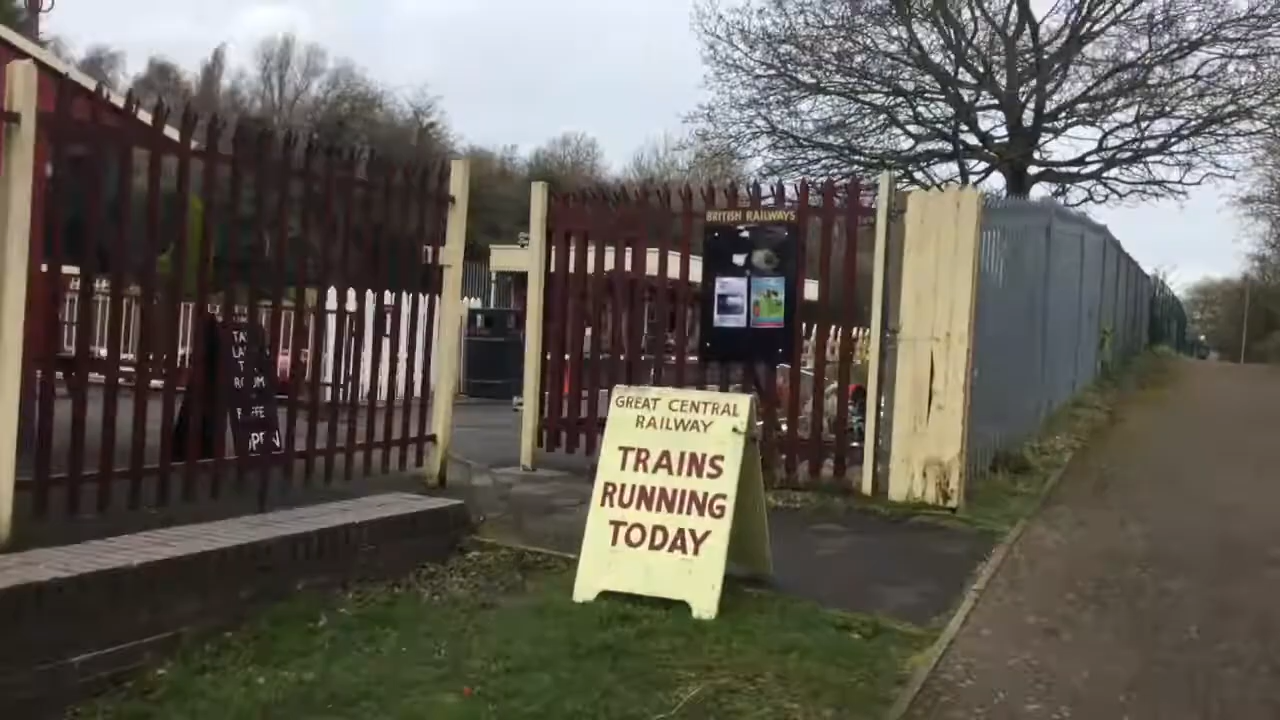 BRITISH RAILWAYS
GREAT CENTRAL
RAILWAY
TRAINS
RUNNING
TODAY